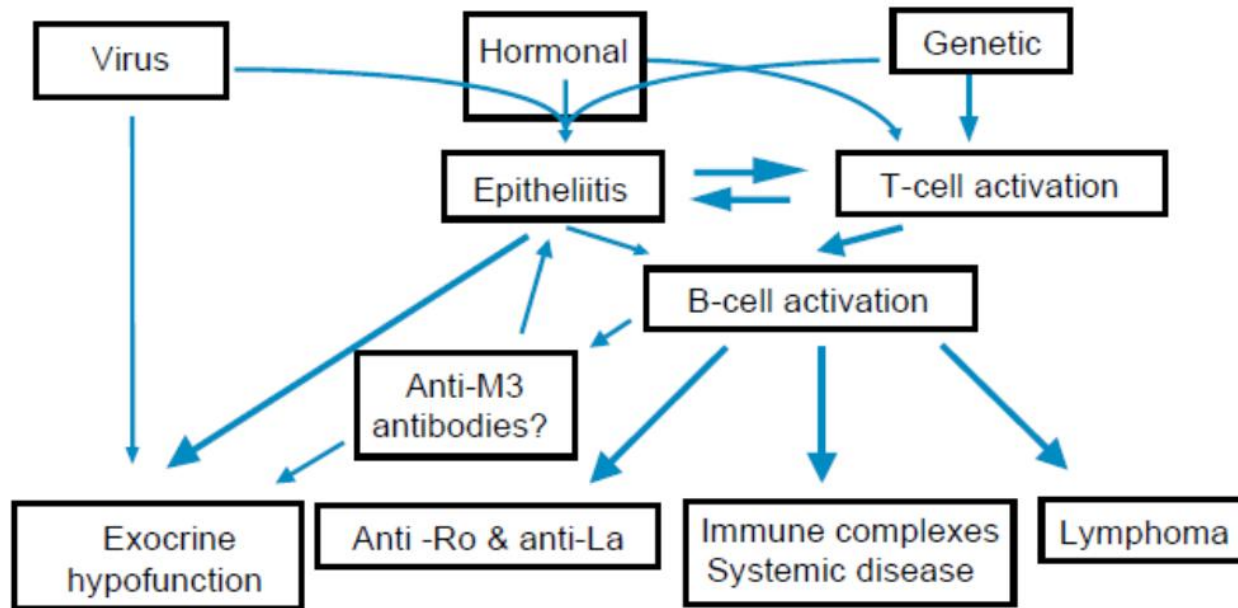 Virus
Hormonal
Genetic
Epitheliitis
T-cell activation
B-cell activation
Anti-M3
antibodies?
Exocrine
hypofunction
Anti -Ro & anti-La
Immune complexes
Systemic disease
Lymphoma